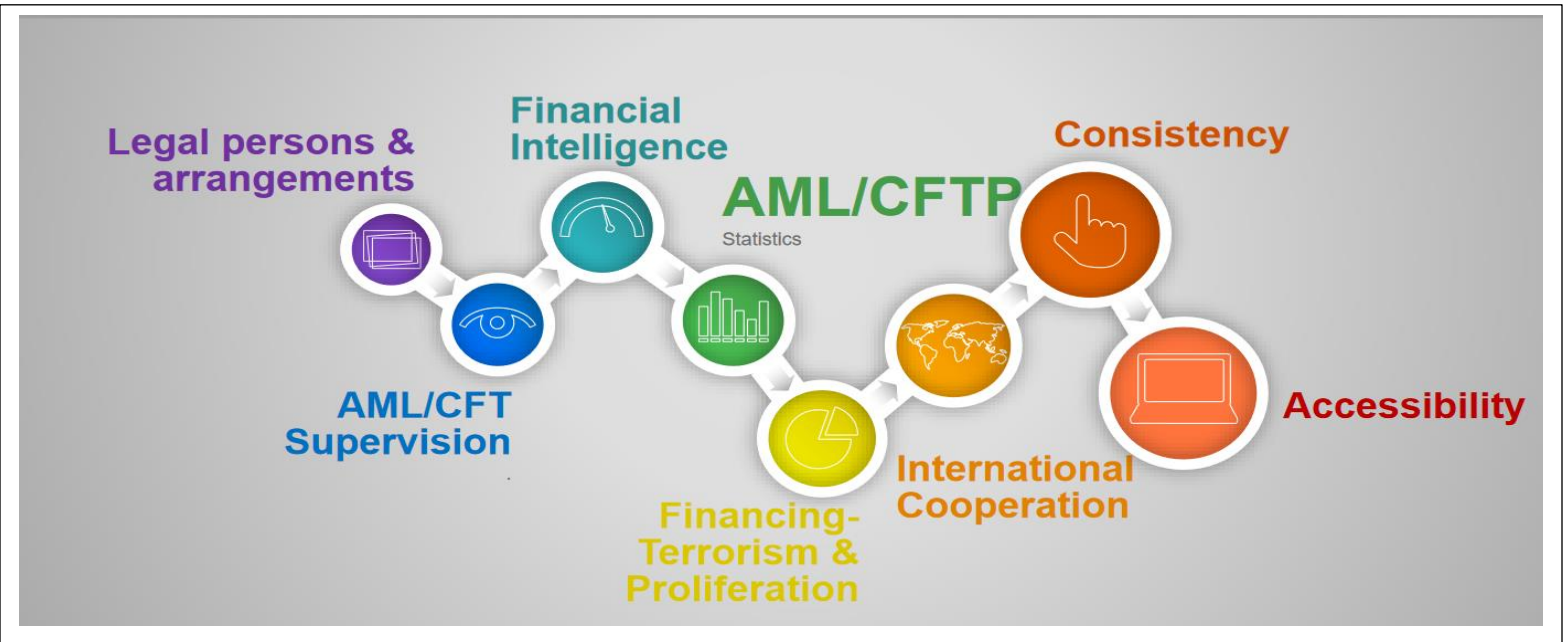 Legal persons &
arrangements
AML/CFT
Supervision
.
Financial
Intelligence
AML/CFTP
Statistics
Financing-
Terrorism &
Proliferation
International
Cooperation
Consistency
Accessibility